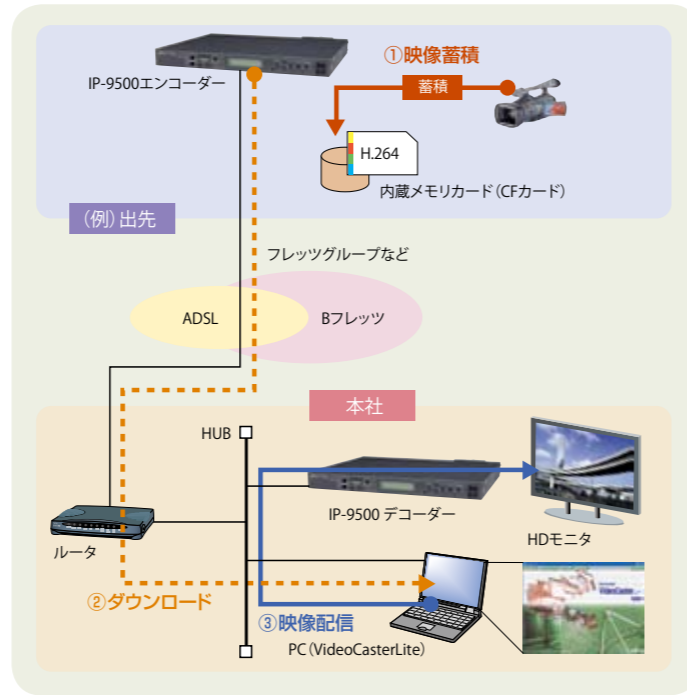 ①映像蓄積
IP-9500エンコーダー
蓄積
H.264
内蔵メモリカード（CFカード）
（例）出先
フレッツグループなど
ADSL
Bフレッツ
本社
HUB
IP-9500 デコーダー
HDモニタ
ルータ
②ダウンロード
③映像配信
PC（VideoCasterLite）